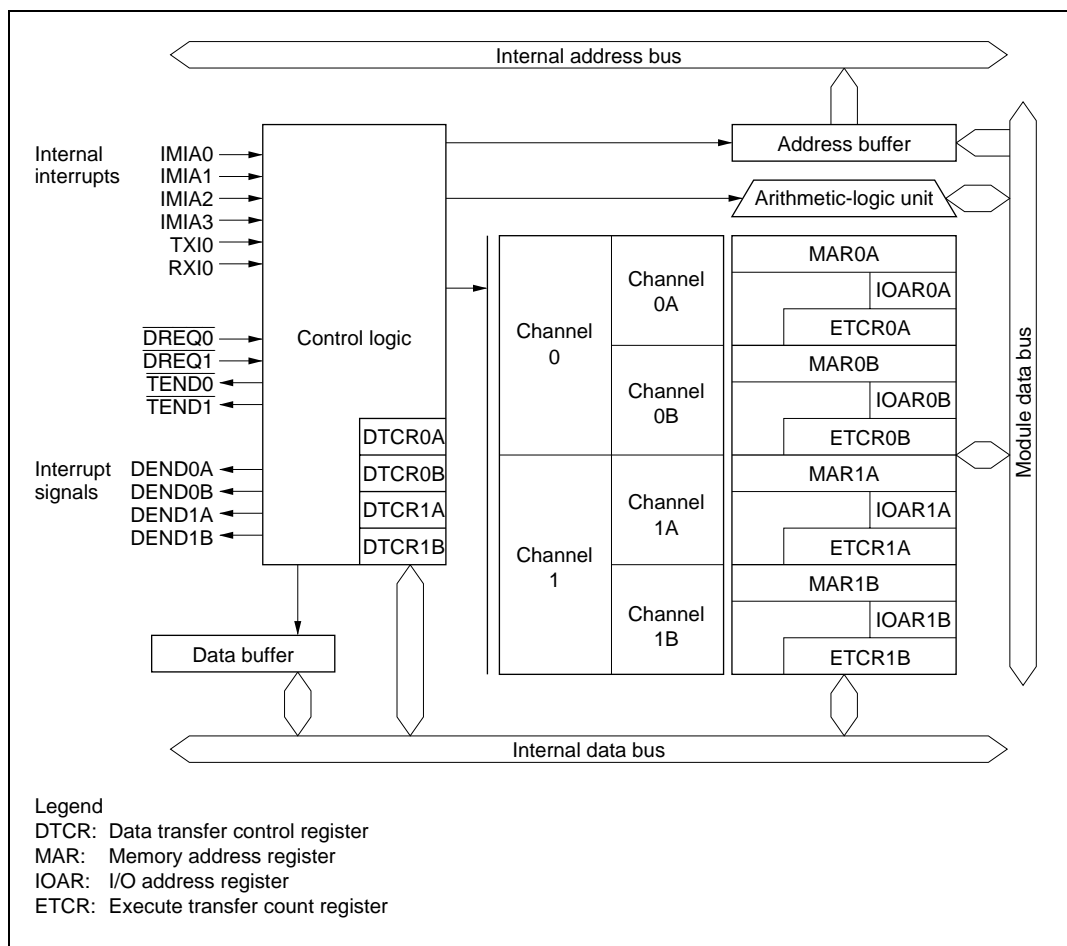 Internal address bus
Internal
interrupts
IMIA0
IMIA1
IMIA2
IMIA3
TXI0
RXI0
DREQ0
DREQ1
TEND0
TEND1
Interrupt
signals
DEND0A
DEND0B
DEND1A
DEND1B
Control logic
DTCR0A
DTCR0B
DTCR1A
DTCR1B
Data buffer
Address buffer
Arithmetic-logic unit
Channel
0
Channel
1
Channel
0A
Channel
0B
Channel
1A
Channel
1B
MAR0A
IOAR0A
ETCR0A
MAR0B
IOAR0B
ETCR0B
MAR1A
IOAR1A
ETCR1A
MAR1B
IOAR1B
ETCR1B
Module data bus
Internal data bus
Legend
DTCR: Data transfer control register
MAR: Memory address register
IOAR: I/O address register
ETCR: Execute transfer count register